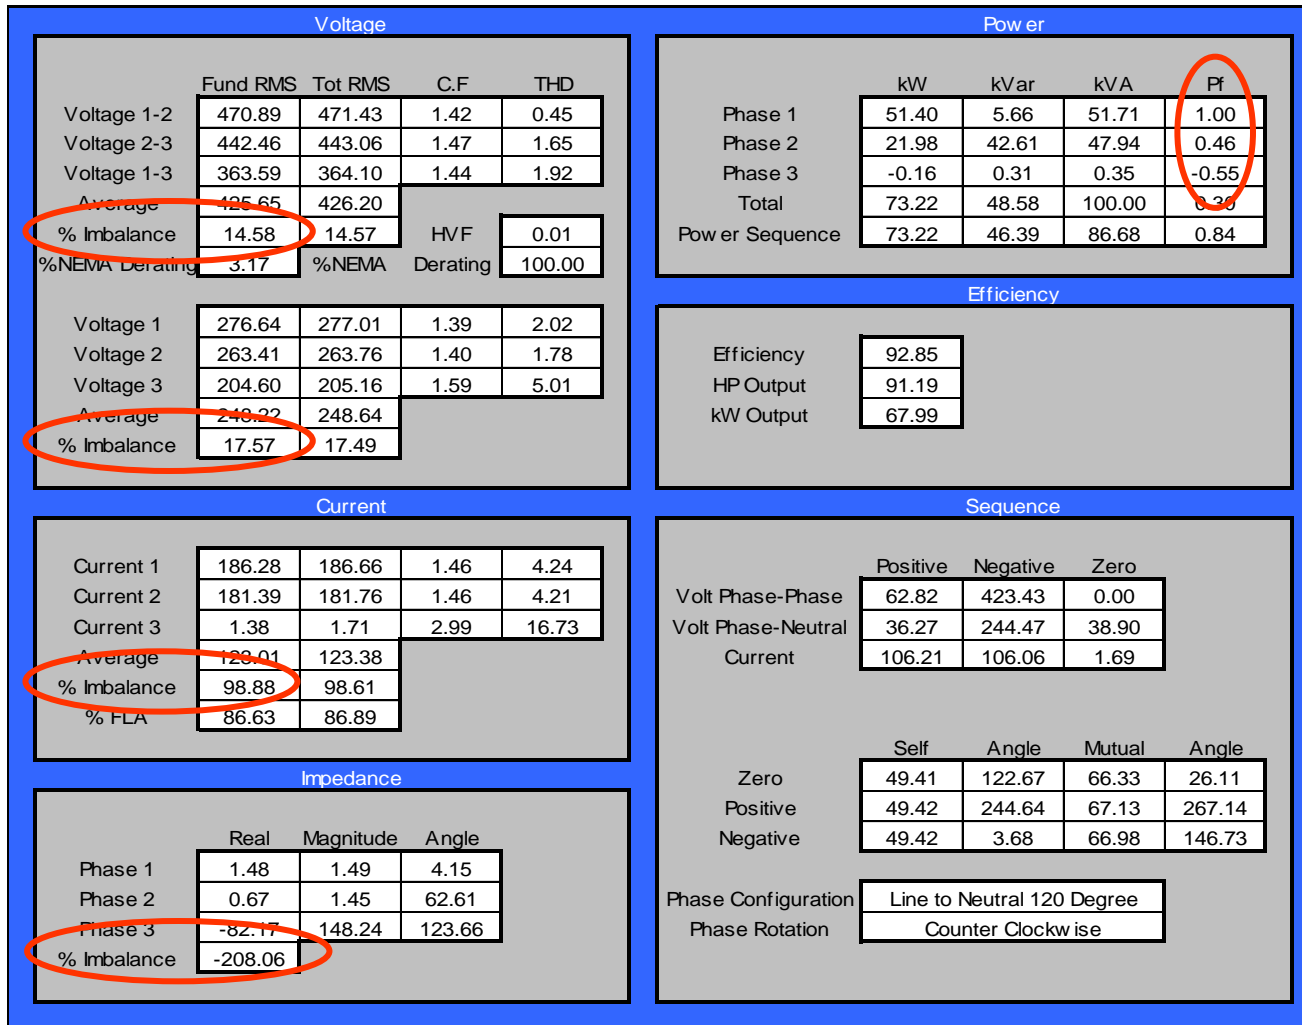 Voltage
Fund RMS Tot RMS C.F THD
Voltage 1-2 470.89 471.43 1.42 0.45
Voltage 2-3 442.46 443.06 1.47 1.65
Voltage 1-3 363.59 364.10 1.44 1.92
Average 425.65 426.20
% Imbalance 14.58 14.57 HVF 0.01
%NEMA Derating 3.17 %NEMA Derating 100.00
Voltage 1 276.64 277.01 1.39 2.02
Voltage 2 263.41 263.76 1.40 1.78
Voltage 3 204.60 205.16 1.59 5.01
Average 248.22 248.64
% Imbalance 17.57 17.49
Current
Current 1 186.28 186.66 1.46 4.24
Current 2 181.39 181.76 1.46 4.21
Current 3 1.38 1.71 2.99 16.73
Average 123.01 123.38
% Imbalance 98.88 98.61
% FLA 86.63 86.89
Impedance
Real Magnitude Angle
Phase 1 1.48 1.49 4.15
Phase 2 0.67 1.45 62.61
Phase 3 -82.17 148.24 123.66
% Imbalance -208.06
Power
kW kVar kVA Pf
Phase 1 51.40 5.66 51.71 1.00
Phase 2 21.98 42.61 47.94 0.46
Phase 3 -0.16 0.31 0.35 -0.55
Total 73.22 48.58 100.00 0.30
Power Sequence 73.22 46.39 86.68 0.84
Efficiency
Efficiency 92.85
HP Output 91.19
kW Output 67.99
Sequence
Positive Negative Zero
Volt Phase-Phase 62.82 423.43 0.00
Volt Phase-Neutral 36.27 244.47 38.90
Current 106.21 106.06 1.69
Self Angle Mutual Angle
Zero 49.41 122.67 66.33 26.11
Positive 49.42 244.64 67.13 267.14
Negative 49.42 3.68 66.98 146.73
Phase Configuration Line to Neutral 120 Degree
Phase Rotation Counter Clockwise